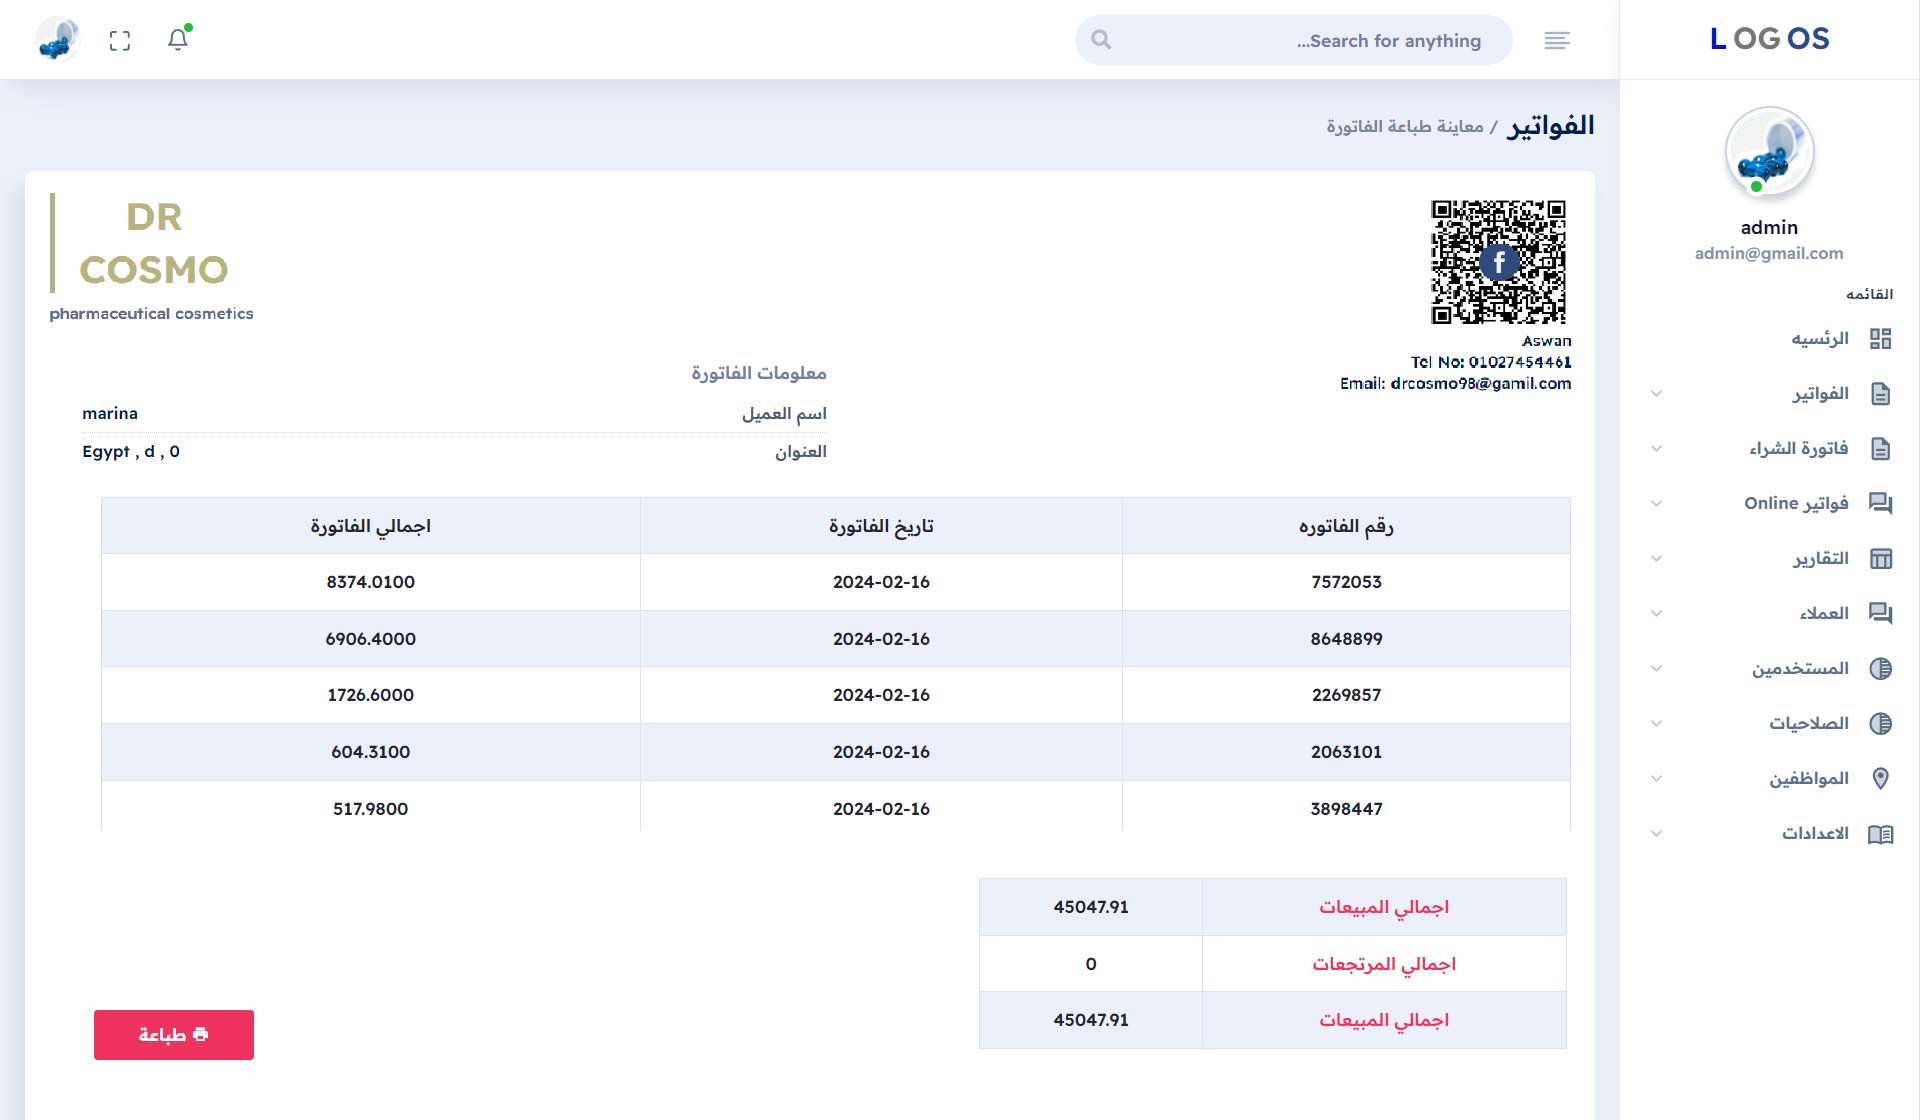 LOGOS
Search for anything...
admin
admin@gmail.com
القائمه
الرئسيه
الفواتير
فاتورة الشراء
فواتير Online
التقارير
العملاء
المستخدمين
الصلاحيات
المواظفين
الاعدادات
الفواتير / معاينة طباعة الفاتورة
DR
COSMO
pharmaceutical cosmetics
Aswan
Tel No: 01027454461
Email: drcosmo98@gamil.com
معلومات الفاتورة
اسم العميل marina
العنوان Egypt , d , 0
رقم الفاتوره تاريخ الفاتورة اجمالي الفاتورة
7572053 2024-02-16 8374.0100
8648899 2024-02-16 6906.4000
2269857 2024-02-16 1726.6000
2063101 2024-02-16 604.3100
3898447 2024-02-16 517.9800
اجمالي المبيعات 45047.91
اجمالي المرتجعات 0
اجمالي المبيعات 45047.91
طباعة